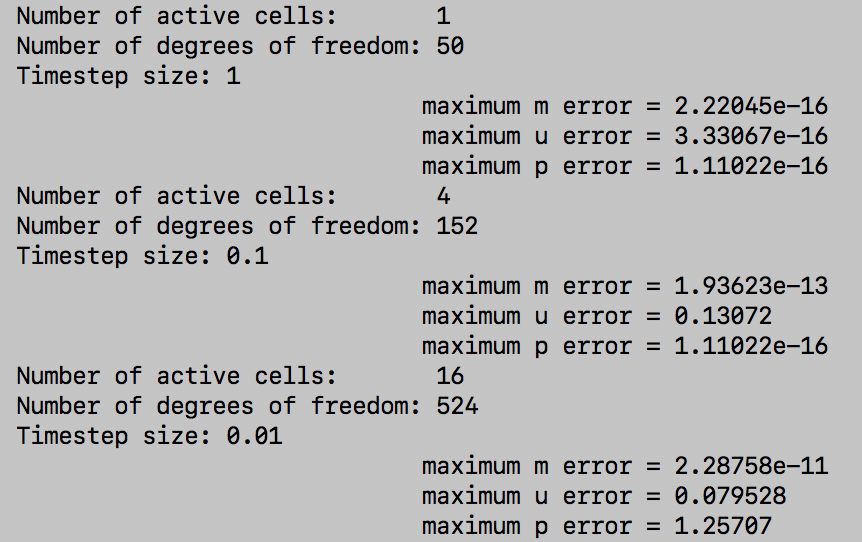 Number of active cells: 1
Number of degrees of freedom: 50
Timestep size: 1
maximum m error = 2.22045e-16
maximum u error = 3.33067e-16
maximum p error = 1.11022e-16
Number of active cells: 4
Number of degrees of freedom: 152
Timestep size: 0.1
maximum m error = 1.93623e-13
maximum u error = 0.13072
maximum p error = 1.11022e-16
Number of active cells: 16
Number of degrees of freedom: 524
Timestep size: 0.01
maximum m error = 2.28758e-11
maximum u error = 0.079528
maximum p error = 1.25707